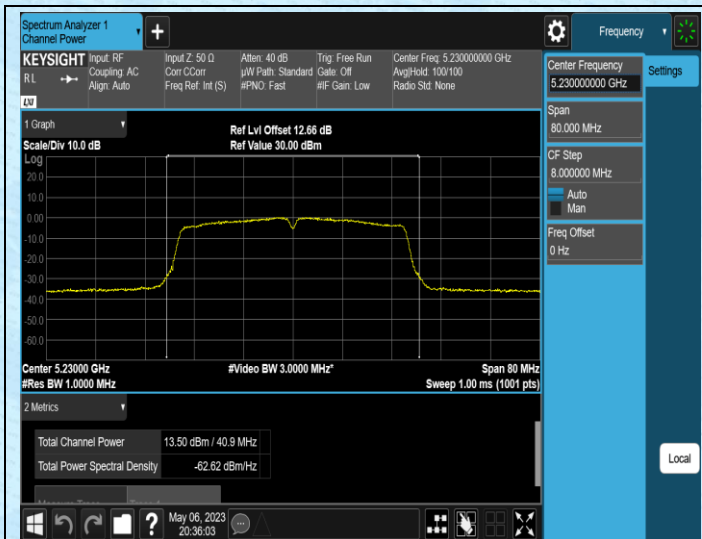 Spectrum Analyzer 1
Channel Power
Frequency
KEYSIGHT
RL
LXI
Input: RF
Coupling: AC
Align: Auto
Input Z: 50 Ω
Corr CCorr
Freq Ref: Int (S)
Atten: 40 dB
µW Path: Standard
#PNO: Fast
Trig: Free Run
Gate: Off
#IF Gain: Low
Center Freq: 5.230000000 GHz
Avg|Hold: 100/100
Radio Std: None
Center Frequency
5.230000000 GHz
Settings
Span
80.000 MHz
CF Step
8.000000 MHz
Auto
Man
Freq Offset
0 Hz
1 Graph
Ref Lvl Offset 12.66 dB
Scale/Div 10.0 dB
Ref Value 30.00 dBm
Log
20.0
10.0
0.00
-10.0
-20.0
-30.0
-40.0
-50.0
-60.0
Center 5.23000 GHz
#Video BW 3.0000 MHz*
Span 80 MHz
#Res BW 1.0000 MHz
Sweep 1.00 ms (1001 pts)
2 Metrics
Total Channel Power 13.50 dBm / 40.9 MHz
Total Power Spectral Density -62.62 dBm/Hz
Local
May 06, 2023
20:36:03